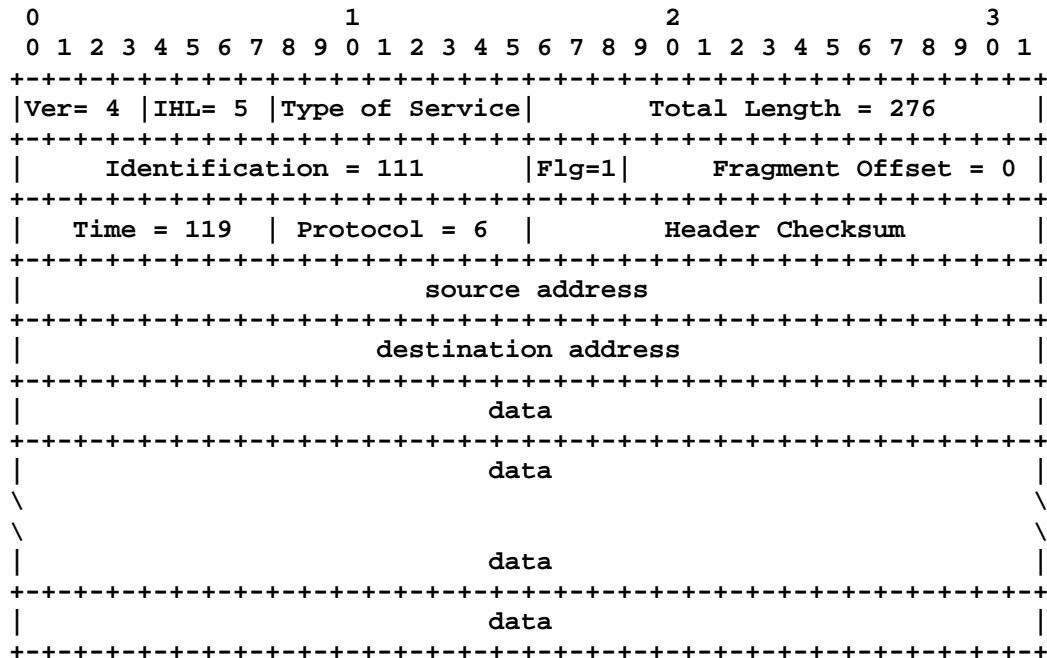 0                   1                   2                   3
 0 1 2 3 4 5 6 7 8 9 0 1 2 3 4 5 6 7 8 9 0 1 2 3 4 5 6 7 8 9 0 1
+-+-+-+-+-+-+-+-+-+-+-+-+-+-+-+-+-+-+-+-+-+-+-+-+-+-+-+-+-+-+-+-+
|Ver= 4 |IHL= 5 |Type of Service|       Total Length = 276      |
+-+-+-+-+-+-+-+-+-+-+-+-+-+-+-+-+-+-+-+-+-+-+-+-+-+-+-+-+-+-+-+-+
|     Identification = 111      |Flg=1|     Fragment Offset = 0 |
+-+-+-+-+-+-+-+-+-+-+-+-+-+-+-+-+-+-+-+-+-+-+-+-+-+-+-+-+-+-+-+-+
|   Time = 119  | Protocol = 6  |        Header Checksum        |
+-+-+-+-+-+-+-+-+-+-+-+-+-+-+-+-+-+-+-+-+-+-+-+-+-+-+-+-+-+-+-+-+
|                         source address                        |
+-+-+-+-+-+-+-+-+-+-+-+-+-+-+-+-+-+-+-+-+-+-+-+-+-+-+-+-+-+-+-+-+
|                      destination address                      |
+-+-+-+-+-+-+-+-+-+-+-+-+-+-+-+-+-+-+-+-+-+-+-+-+-+-+-+-+-+-+-+-+
|                             data                              |
+-+-+-+-+-+-+-+-+-+-+-+-+-+-+-+-+-+-+-+-+-+-+-+-+-+-+-+-+-+-+-+-+
|                             data                              |
\                                                               \
\                                                               \
|                             data                              |
+-+-+-+-+-+-+-+-+-+-+-+-+-+-+-+-+-+-+-+-+-+-+-+-+-+-+-+-+-+-+-+-+
|                             data                              |
+-+-+-+-+-+-+-+-+-+-+-+-+-+-+-+-+-+-+-+-+-+-+-+-+-+-+-+-+-+-+-+-+